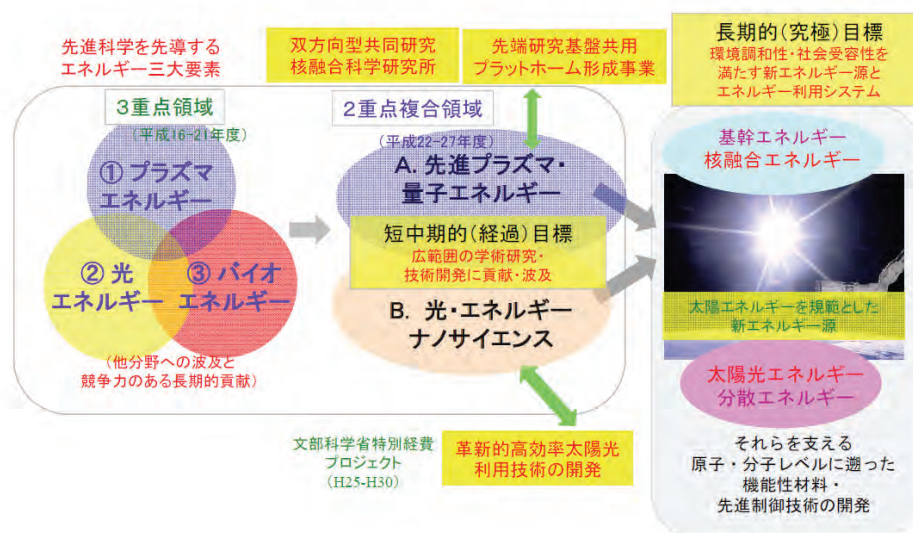 先進科学を先導する
エネルギー三大要素
双方向型共同研究
核融合科学研究所
先端研究基盤共用
プラットホーム形成事業
長期的(究極)目標
環境調和性・社会受容性を
満たす新エネルギー源と
エネルギー利用システム
3重点領域
(平成16-21年度)
① プラズマ
エネルギー
② 光
エネルギー
③ バイオ
エネルギー
(他分野への波及と
競争力のある長期的貢献)
2重点複合領域
(平成22-27年度)
A. 先進プラズマ・
量子エネルギー
短中期的(経過)目標
広範囲の学術研究・
技術開発に貢献・波及
B. 光・エネルギー
ナノサイエンス
文部科学省特別経費
プロジェクト
(H25-H30)
革新的高効率太陽光
利用技術の開発
基幹エネルギー
核融合エネルギー
太陽エネルギーを規範とした
新エネルギー源
太陽光エネルギー
分散エネルギー
それらを支える
原子・分子レベルに遡った
機能性材料・
先進制御技術の開発